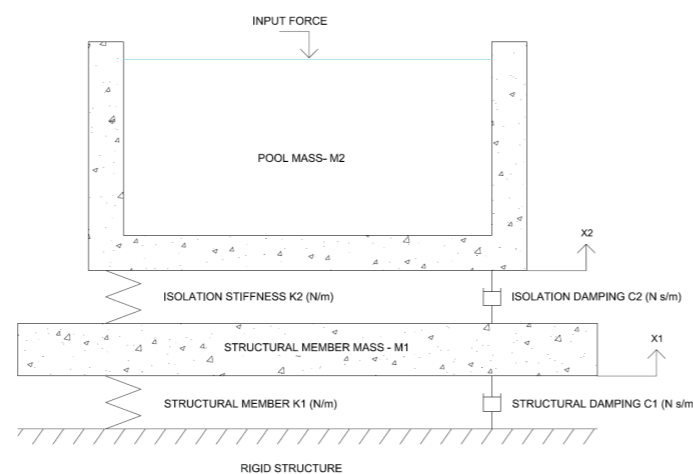 INPUT FORCE
POOL MASS- M2
X2
ISOLATION STIFFNESS K2 (N/m)
ISOLATION DAMPING C2 (N s/m)
X1
STRUCTURAL MEMBER MASS - M1
STRUCTURAL MEMBER K1 (N/m)
STRUCTURAL DAMPING C1 (N s/m
RIGID STRUCTURE